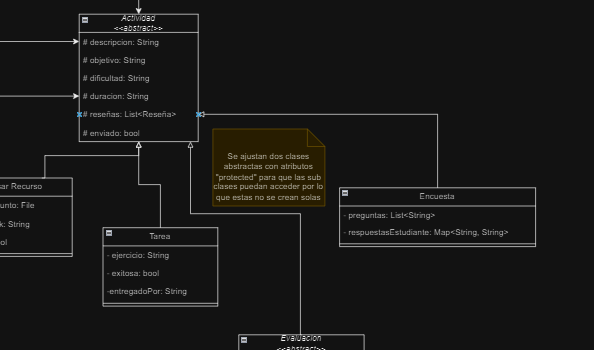 Actividad
<<abstract>>
# descripcion: String
# objetivo: String
# dificultad: String
# duracion: String
# reseñas: List<Reseña>
# enviado: bool
Se ajustan dos clases
abstractas con atributos
"protected" para que las sub
clases puedan acceder por lo
que estas no se crean solas
Encuesta
- preguntas: List<String>
- respuestasEstudiante: Map<String, String>
sar Recurso
unto: File
k: String
ol
Tarea
- ejercicio: String
- exitosa: bool
-entregadoPor: String
Evaluacion
<<abstract>>